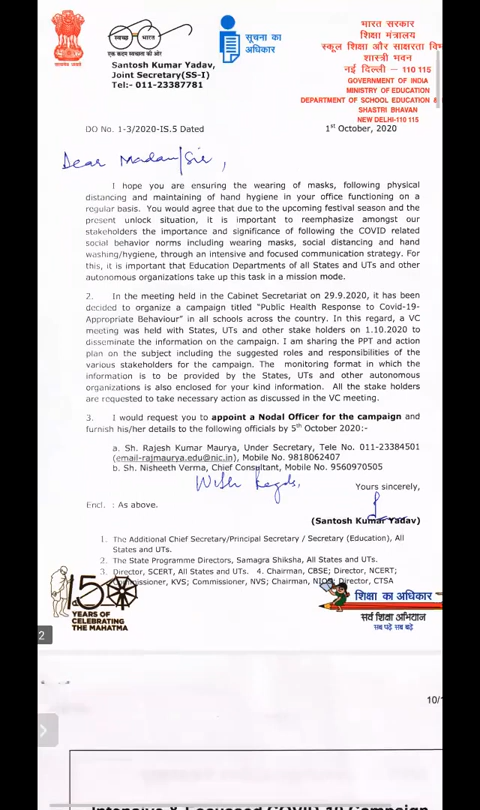 स्वच्छ भारत
एक कदम स्वच्छता की ओर
सूचना का
अधिकार
सत्यमेव जयते
Santosh Kumar Yadav,
Joint Secretary(SS-I)
Tel:- 011-23387781
भारत सरकार
शिक्षा मंत्रालय
स्कूल शिक्षा और साक्षरता वि
शास्त्री भवन
नई दिल्ली – 110 115
GOVERNMENT OF INDIA
MINISTRY OF EDUCATION
DEPARTMENT OF SCHOOL EDUCATION &
SHASTRI BHAVAN
NEW DELHI-110 115
DO No. 1-3/2020-IS.5 Dated
1st October, 2020
Dear Madam/Sir,
I hope you are ensuring the wearing of masks, following physical
distancing and maintaining of hand hygiene in your office functioning on
a regular basis. You would agree that due to the upcoming festival season and the
present unlock situation, it is important to reemphasize amongst our
stakeholders the importance and significance of following the COVID related
social behavior norms including wearing masks, social distancing and hand
washing/hygiene, through an intensive and focused communication strategy. For
this, it is important that Education Departments of all States and UTs and other
autonomous organizations take up this task in a mission mode.
2. In the meeting held in the Cabinet Secretariat on 29.9.2020, it has been
decided to organize a campaign titled "Public Health Response to Covid-19-
Appropriate Behaviour" in all schools across the country. In this regard, a VC
meeting was held with States, UTs and other stake holders on 1.10.2020 to
disseminate the information on the campaign. I am sharing the PPT and action
plan on the subject including the suggested roles and responsibilities of the
various stakeholders for the campaign. The monitoring format in which the
information is to be provided by the States, UTs and other autonomous
organizations is also enclosed for your kind information. All the stake holders
are requested to take necessary action as discussed in the VC meeting.
3. I would request you to appoint a Nodal Officer for the campaign and
furnish his/her details to the following officials by 5th October 2020:-
a. Sh. Rajesh Kumar Maurya, Under Secretary, Tele No. 011-23384501
(email-rajmaurya.edu@nic.in), Mobile No. 9818062407
b. Sh. Nisheeth Verma, Chief Consultant, Mobile No. 9560970505
With Regds,
Yours sincerely,
Encl. : As above.
(Santosh Kumar Yadav)
1. The Additional Chief Secretary/Principal Secretary / Secretary (Education), All
States and UTs.
2. The State Programme Directors, Samagra Shiksha, All States and UTs.
3. Director, SCERT, All States and UTs. 4. Chairman, CBSE; Director, NCERT;
missioner, KVS; Commissioner, NVS; Chairman, NIOS; Director, CTSA
150
YEARS OF
CELEBRATING
THE MAHATMA
शिक्षा का अधिकार
सर्व शिक्षा अभियान
सब पढ़ें सब बढ़ें
2
10/
Intensive & Focussed COVID 19 Campaign